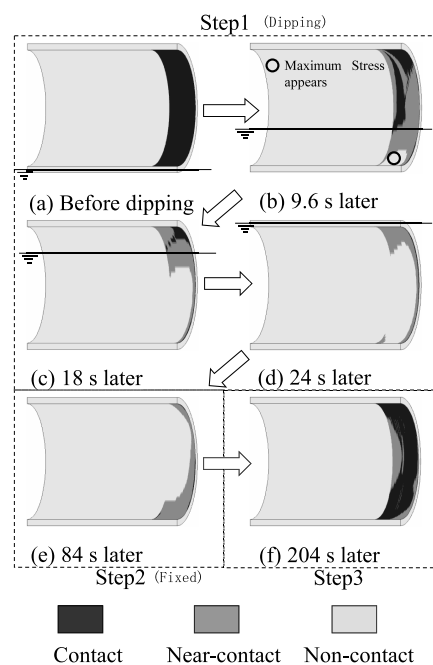 Step1 (Dipping)
Maximum Stress
appears
(a) Before dipping
(b) 9.6 s later
(c) 18 s later
(d) 24 s later
(e) 84 s later
(f) 204 s later
Step2 (Fixed)
Step3
Contact
Near-contact
Non-contact